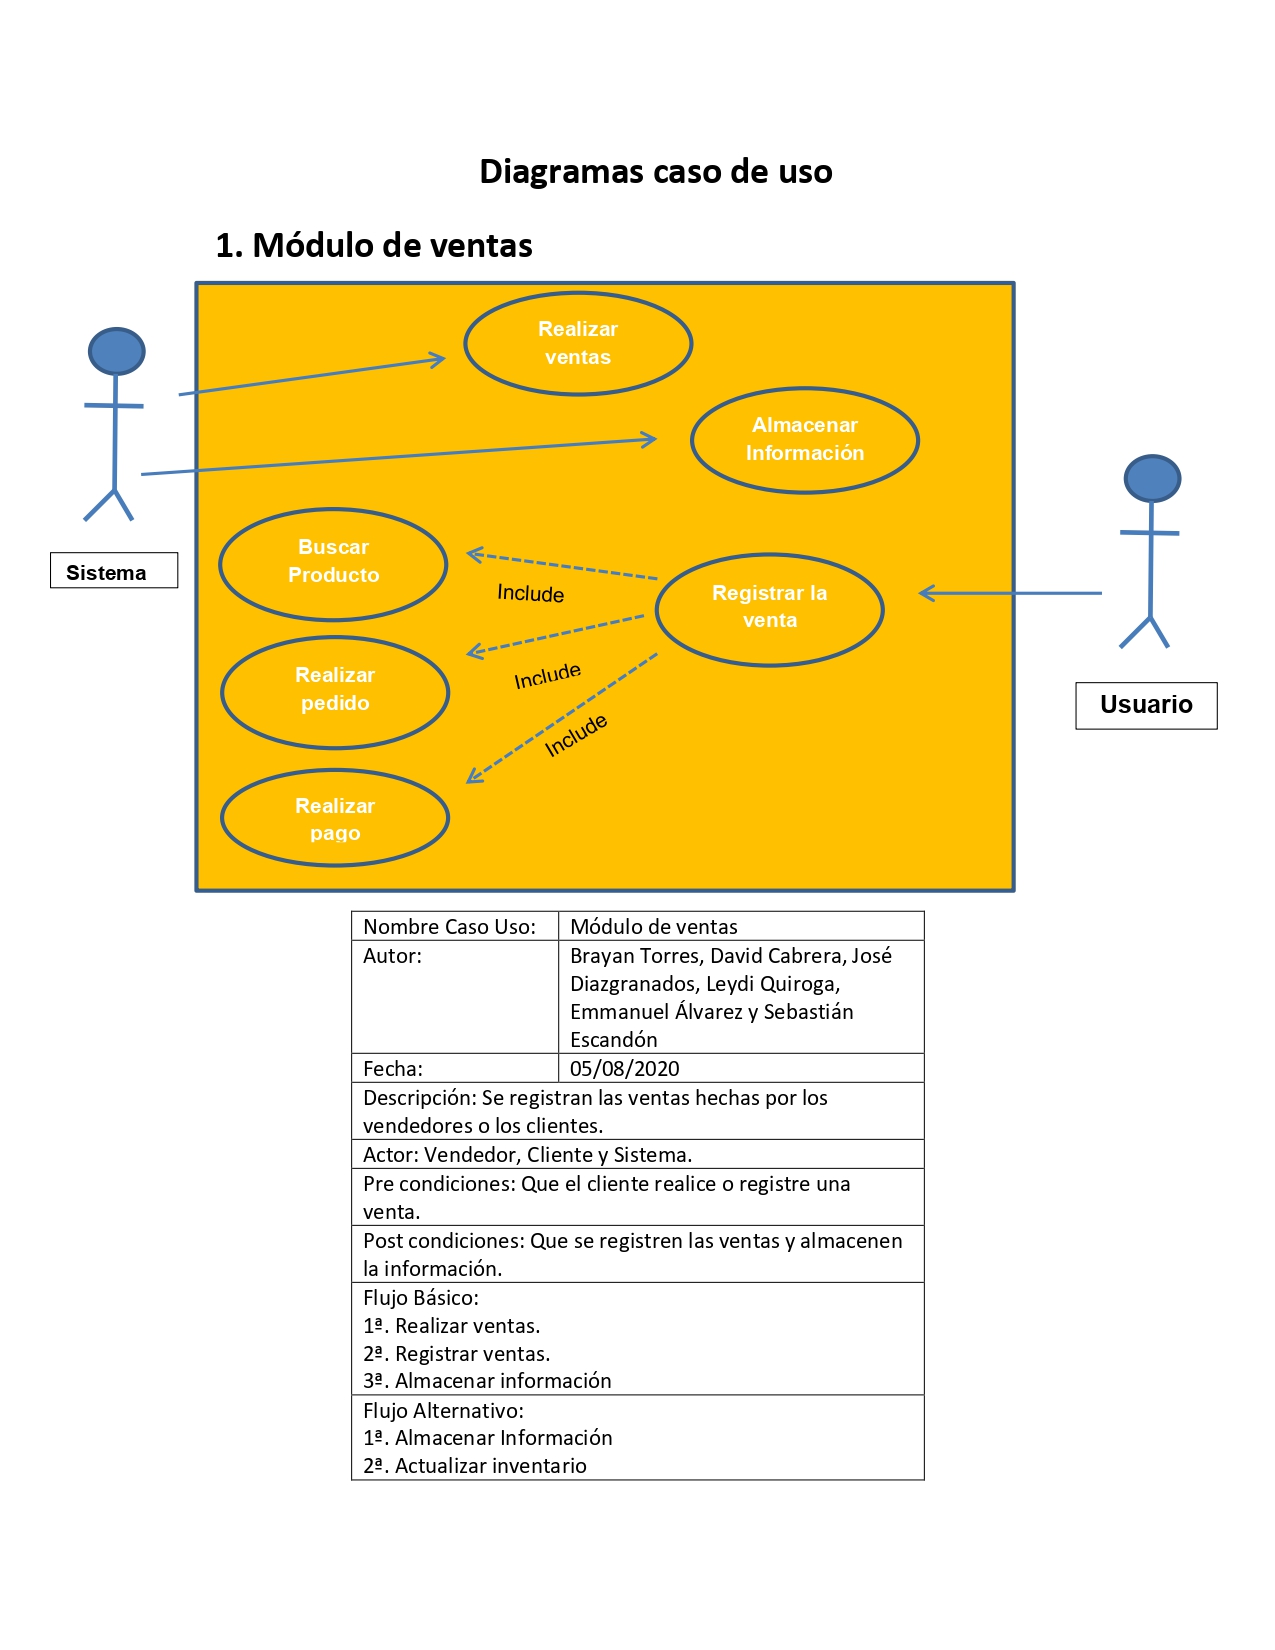 Diagramas caso de uso
1. Módulo de ventas
Realizar
ventas
Almacenar
Información
Buscar
Producto
Sistema
Include
Registrar la
venta
Realizar
pedido
Include
Usuario
Include
Realizar
pago
Nombre Caso Uso: Módulo de ventas
Autor: Brayan Torres, David Cabrera, José
Diazgranados, Leydi Quiroga,
Emmanuel Álvarez y Sebastián
Escandón
Fecha: 05/08/2020
Descripción: Se registran las ventas hechas por los
vendedores o los clientes.
Actor: Vendedor, Cliente y Sistema.
Pre condiciones: Que el cliente realice o registre una
venta.
Post condiciones: Que se registren las ventas y almacenen
la información.
Flujo Básico:
1ª. Realizar ventas.
2ª. Registrar ventas.
3ª. Almacenar información
Flujo Alternativo:
1ª. Almacenar Información
2ª. Actualizar inventario